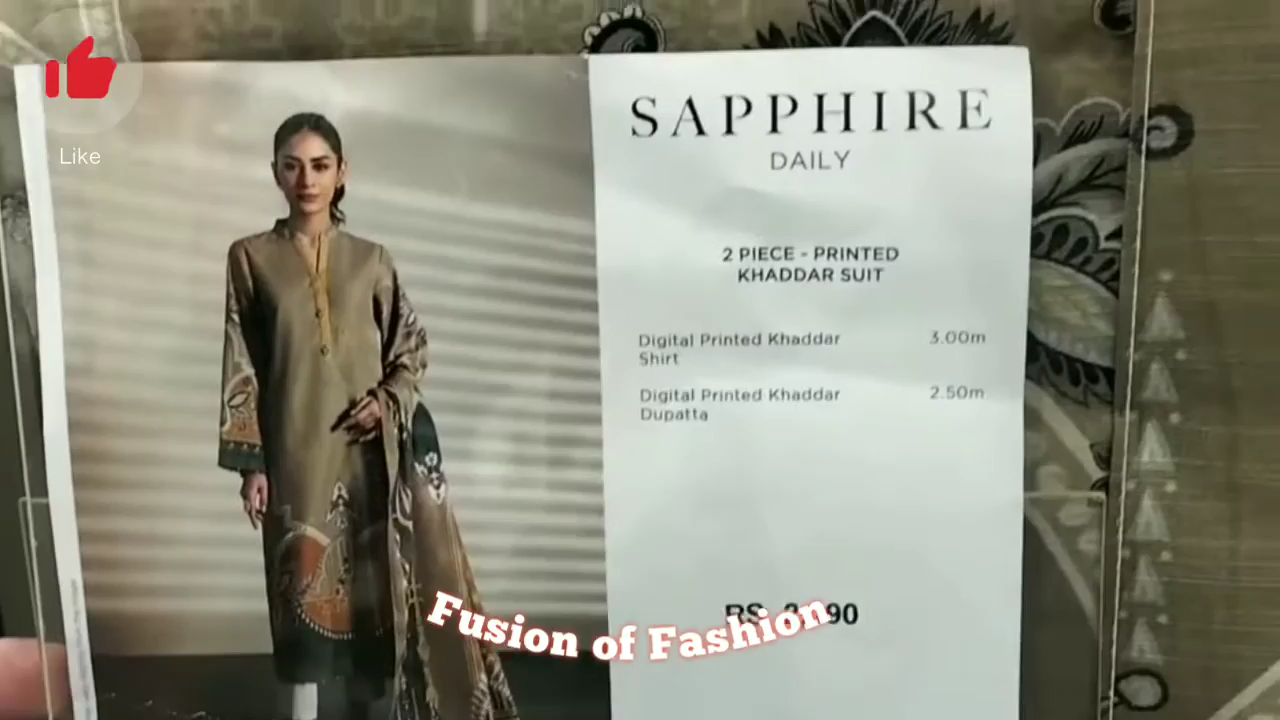 Like
SAPPHIRE
DAILY
2 PIECE - PRINTED
KHADDAR SUIT
Digital Printed Khaddar 3.00m
Shirt
Digital Printed Khaddar 2.50m
Dupatta
RS.
Fusion of Fashion